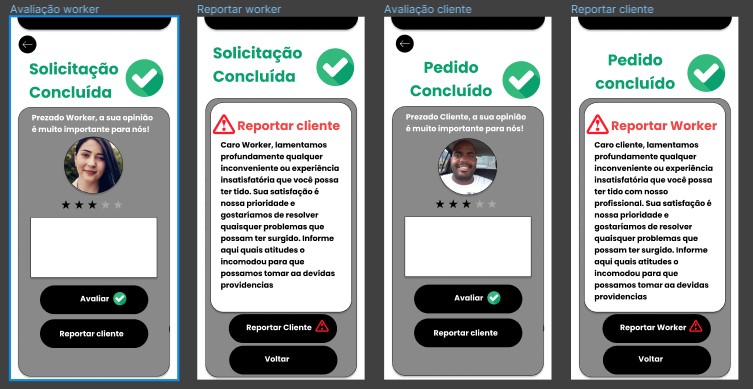 Avaliação worker
Solicitação
Concluída
Prezado Worker, a sua opinião
é muito importante para nós!
Avaliar
Reportar cliente
Reportar worker
Solicitação
Concluída
Reportar cliente
Caro Worker, lamentamos
profundamente qualquer
inconveniente ou experiência
insatisfatória que você possa
ter tido. Sua satisfação é
nossa prioridade e
gostaríamos de resolver
quaisquer problemas que
possam ter surgido. Informe
aqui quais atitudes o
incomodou para que
possamos tomar aa devidas
providencias
Reportar Cliente
Voltar
Avaliação cliente
Pedido
Concluído
Prezado Cliente, a sua opinião
é muito importante para nós!
Avaliar
Reportar cliente
Reportar cliente
Pedido
concluído
Reportar Worker
Caro cliente, lamentamos
profundamente qualquer
inconveniente ou experiência
insatisfatória que você possa
ter tido com nosso
profissional. Sua satisfação é
nossa prioridade e
gostaríamos de resolver
quaisquer problemas que
possam ter surgido. Informe
aqui quais atitudes o
incomodou para que
possamos tomar aa devidas
providencias
Reportar Worker
Voltar